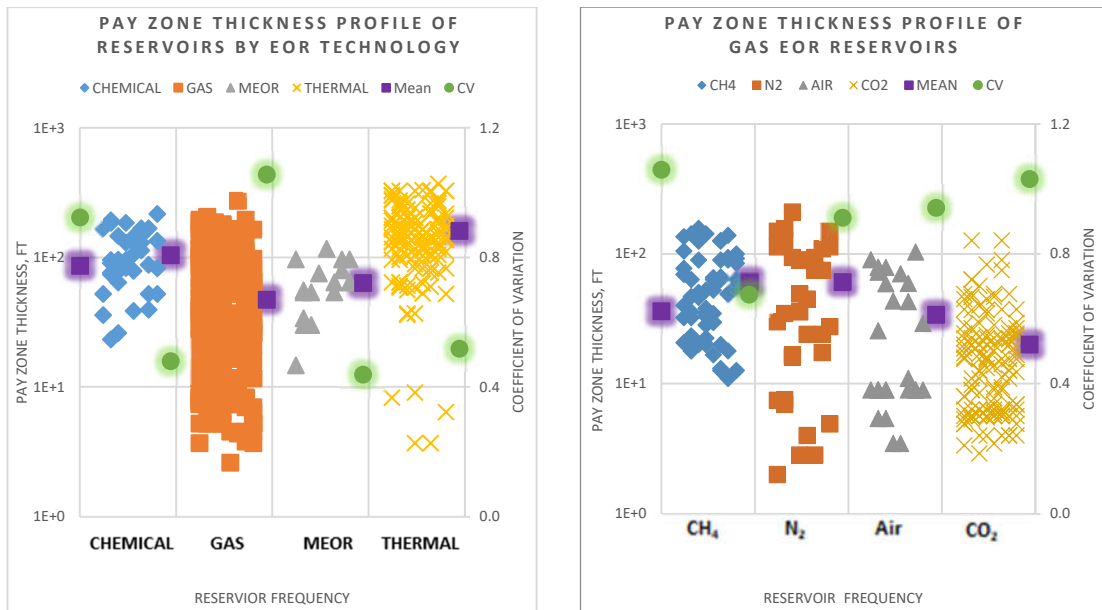 PAY ZONE THICKNESS PROFILE OF
RESERVOIRS BY EOR TECHNOLOGY
CHEMICAL GAS MEOR THERMAL Mean CV
1E+3
1E+2
1E+1
1E+0
PAY ZONE THICKNESS, FT
1.2
0.8
0.4
0.0
COEFFICIENT OF VARIATION
CHEMICAL GAS MEOR THERMAL
RESERVIOR FREQUENCY
PAY ZONE THICKNESS PROFILE OF
GAS EOR RESERVOIRS
CH4 N2 AIR CO2 MEAN CV
1E+3
1E+2
1E+1
1E+0
PAY ZONE THICKNESS, FT
1.2
0.8
0.4
0.0
COEFFICIENT OF VARIATION
CH₄ N₂ Air CO₂
RESERVOIR FREQUENCY